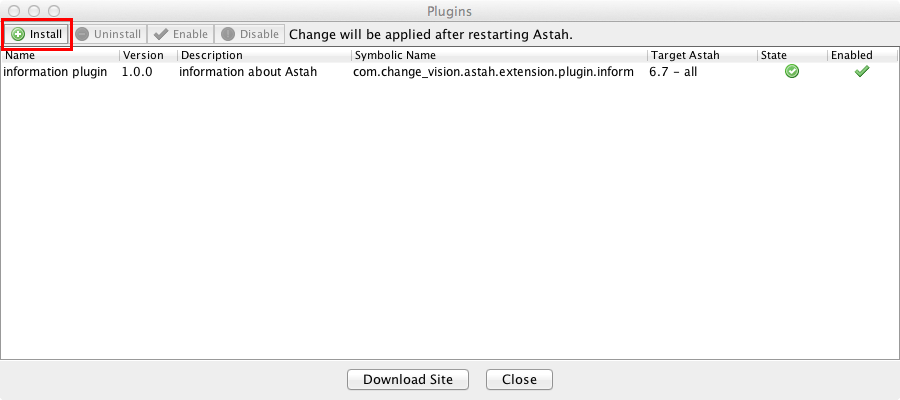 Plugins
Install Uninstall Enable Disable Change will be applied after restarting Astah.
Name Version Description Symbolic Name Target Astah State Enabled
information plugin 1.0.0 information about Astah com.change_vision.astah.extension.plugin.inform 6.7 - all
Download Site Close